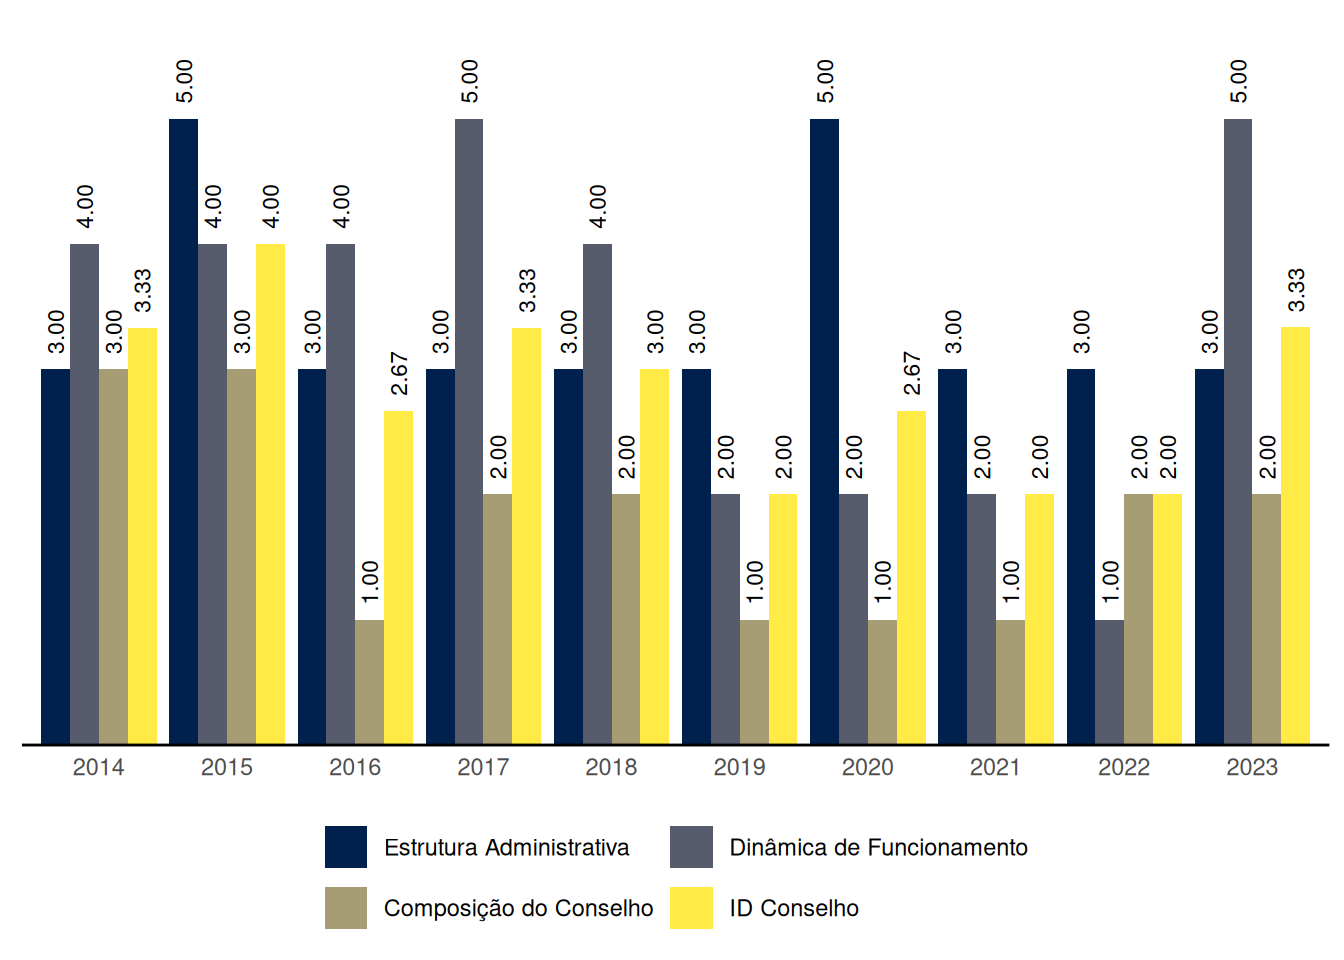 5.00 5.00 5.00 5.00
4.00 4.00 4.00 4.00 4.00
3.33 3.33 3.33
3.00 3.00 3.00 3.00 3.00 3.00 3.00 3.00 3.00 3.00 3.00
2.67 2.67
2.00 2.00 2.00 2.00 2.00 2.00 2.00 2.00 2.00 2.00
1.00 1.00 1.00 1.00 1.00
2014 2015 2016 2017 2018 2019 2020 2021 2022 2023
Estrutura Administrativa Dinâmica de Funcionamento
Composição do Conselho ID Conselho